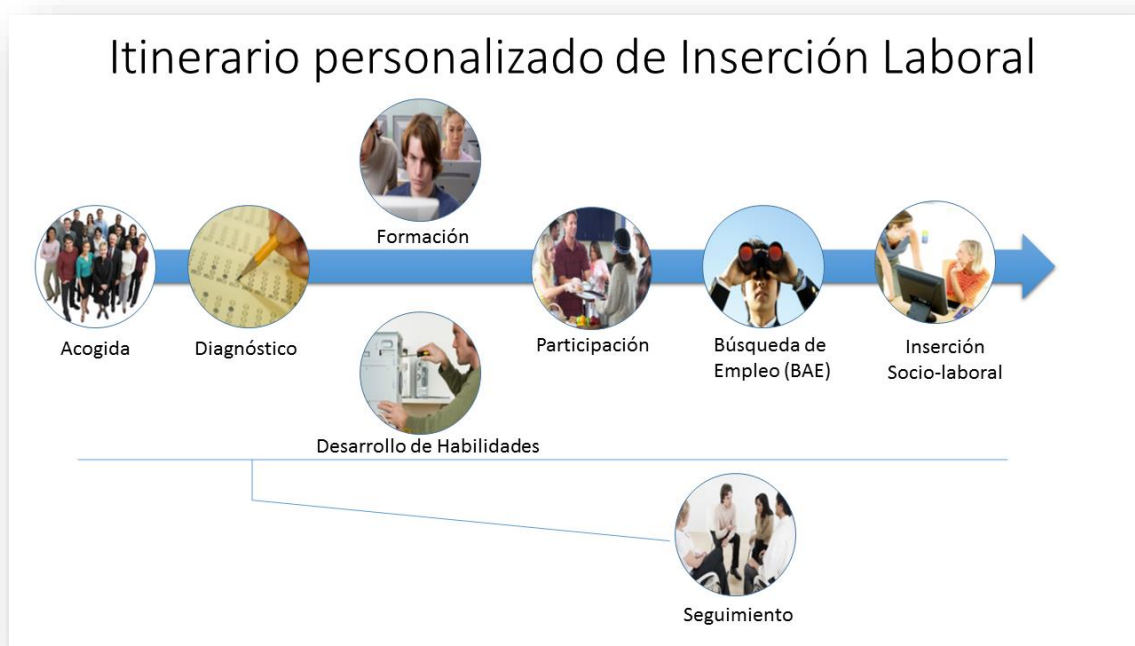 Itinerario personalizado de Inserción Laboral
Formación
Acogida
Diagnóstico
Participación
Búsqueda de
Empleo (BAE)
Inserción
Socio-laboral
Desarrollo de Habilidades
Seguimiento